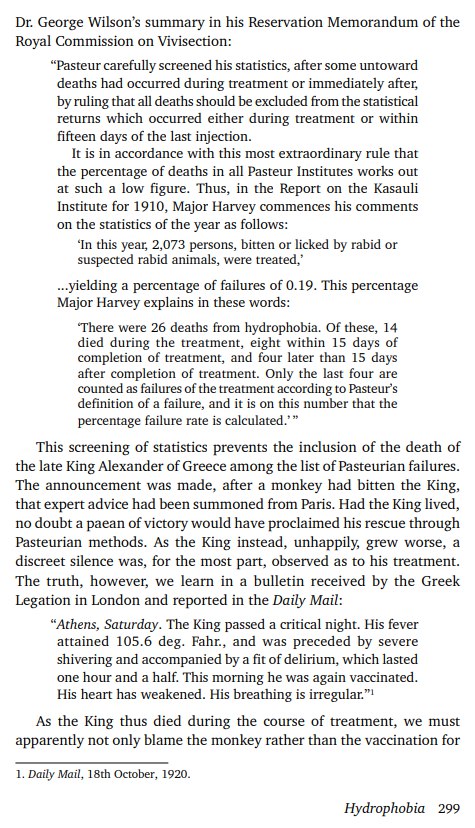 Dr. George Wilson’s summary in his Reservation Memorandum of the
Royal Commission on Vivisection:
“Pasteur carefully screened his statistics, after some untoward
deaths had occurred during treatment or immediately after,
by ruling that all deaths should be excluded from the statistical
returns which occurred either during treatment or within
fifteen days of the last injection.
It is in accordance with this most extraordinary rule that
the percentage of deaths in all Pasteur Institutes works out
at such a low figure. Thus, in the Report on the Kasauli
Institute for 1910, Major Harvey commences his comments
on the statistics of the year as follows:
‘In this year, 2,073 persons, bitten or licked by rabid or
suspected rabid animals, were treated,’
...yielding a percentage of failures of 0.19. This percentage
Major Harvey explains in these words:
‘There were 26 deaths from hydrophobia. Of these, 14
died during the treatment, eight within 15 days of
completion of treatment, and four later than 15 days
after completion of treatment. Only the last four are
counted as failures of the treatment according to Pasteur’s
definition of a failure, and it is on this number that the
percentage failure rate is calculated.’ ”
This screening of statistics prevents the inclusion of the death of
the late King Alexander of Greece among the list of Pasteurian failures.
The announcement was made, after a monkey had bitten the King,
that expert advice had been summoned from Paris. Had the King lived,
no doubt a paean of victory would have proclaimed his rescue through
Pasteurian methods. As the King instead, unhappily, grew worse, a
discreet silence was, for the most part, observed as to his treatment.
The truth, however, we learn in a bulletin received by the Greek
Legation in London and reported in the Daily Mail:
“Athens, Saturday. The King passed a critical night. His fever
attained 105.6 deg. Fahr., and was preceded by severe
shivering and accompanied by a fit of delirium, which lasted
one hour and a half. This morning he was again vaccinated.
His heart has weakened. His breathing is irregular.”1
As the King thus died during the course of treatment, we must
apparently not only blame the monkey rather than the vaccination for
1. Daily Mail, 18th October, 1920.
Hydrophobia 299